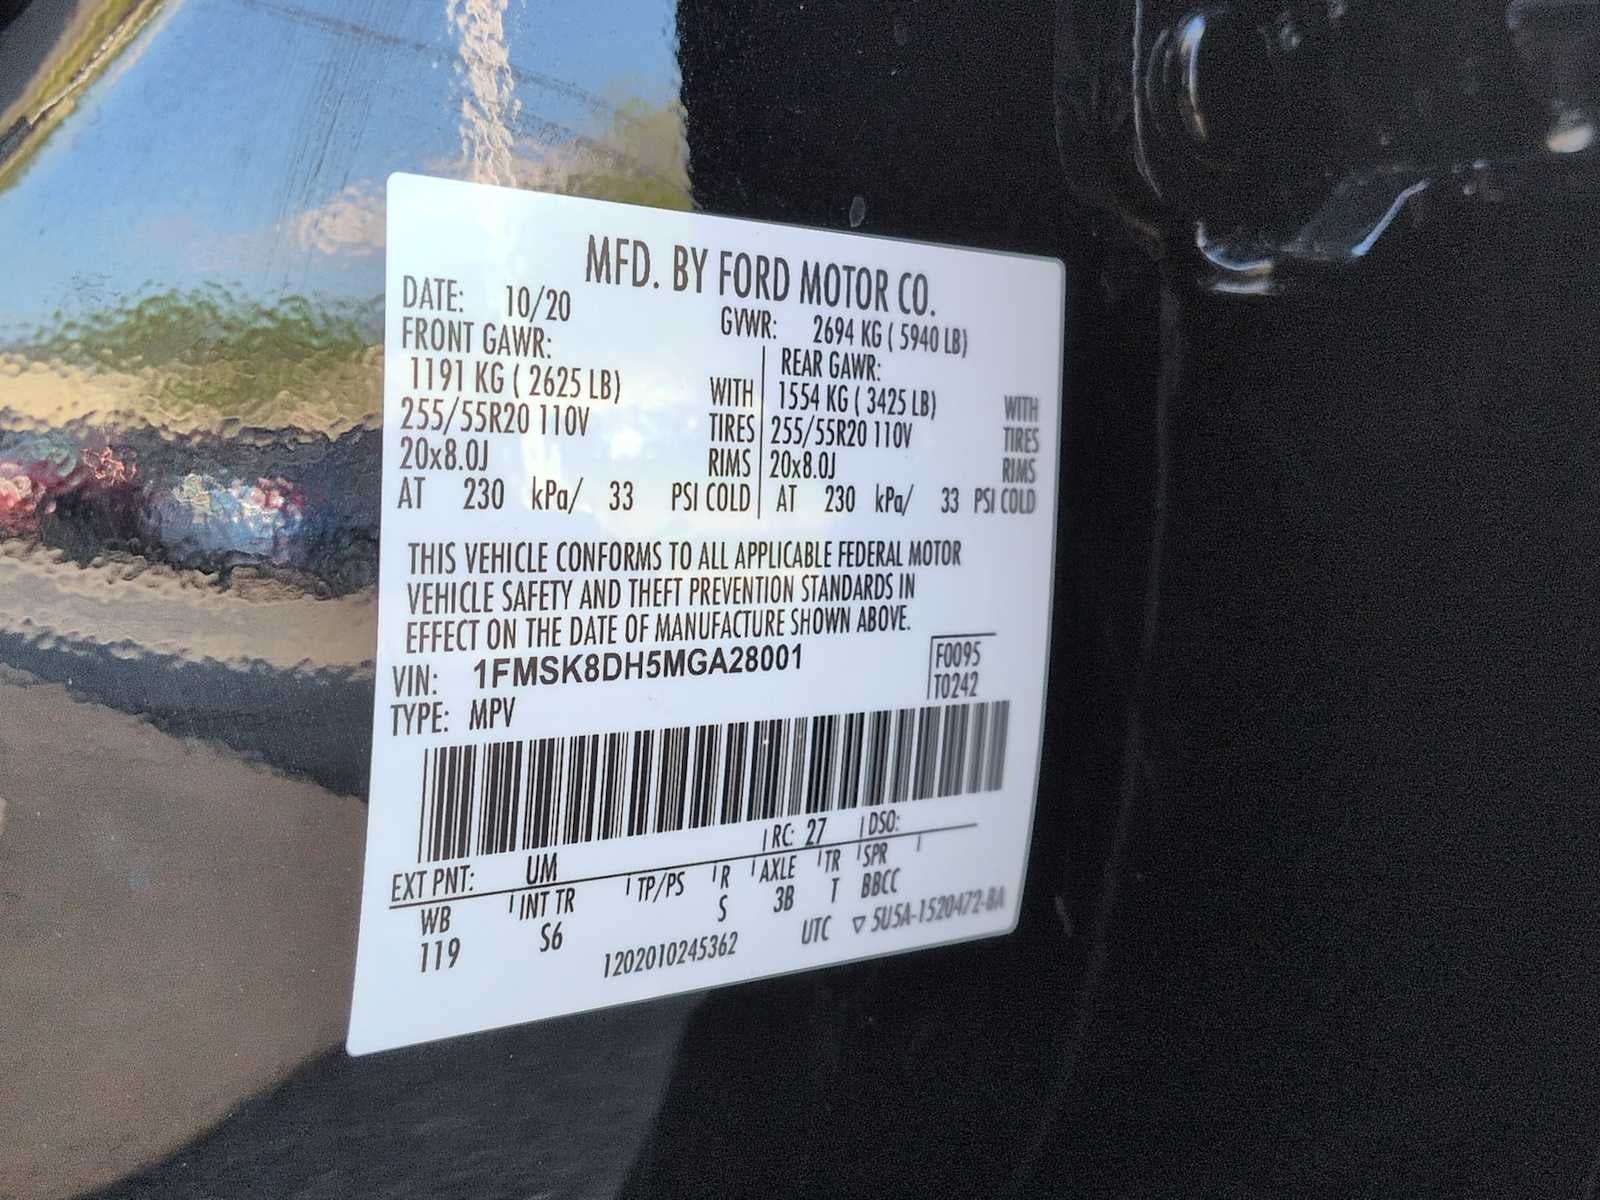 MFD. BY FORD MOTOR CO.
DATE: 10/20 GVWR: 2694 KG ( 5940 LB)
FRONT GAWR: REAR GAWR:
1191 KG ( 2625 LB) WITH 1554 KG ( 3425 LB) WITH
255/55R20 110V TIRES 255/55R20 110V TIRES
20x8.0J RIMS 20x8.0J RIMS
AT 230 kPa/ 33 PSI COLD AT 230 kPa/ 33 PSI COLD
THIS VEHICLE CONFORMS TO ALL APPLICABLE FEDERAL MOTOR
VEHICLE SAFETY AND THEFT PREVENTION STANDARDS IN
EFFECT ON THE DATE OF MANUFACTURE SHOWN ABOVE.
VIN: 1FMSK8DH5MGA28001 F0095
TYPE: MPV T0242
EXT PNT: UM RC: 27 DSO:
WB INT TR TP/PS R AXLE TR SPR
119 S6 S 3B T BBCC
1202010245362 UTC ▽ 5U5A-1520472-BA